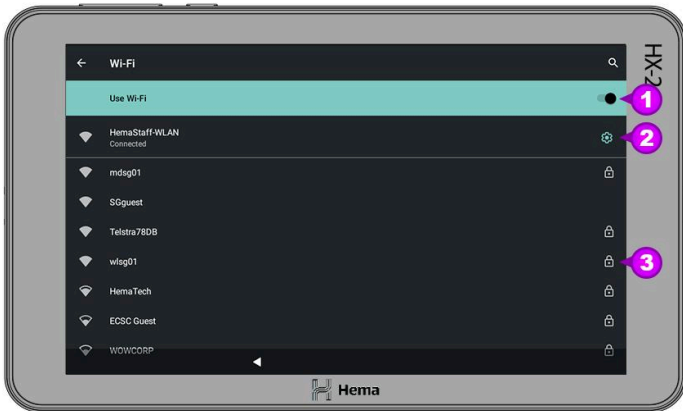 Wi-Fi
Use Wi-Fi
1
HemaStaff-WLAN
Connected
2
mdsg01
SGguest
Telstra78DB
wlsg01
3
HemaTech
ECSC Guest
WOWCORP
Hema
HX-2